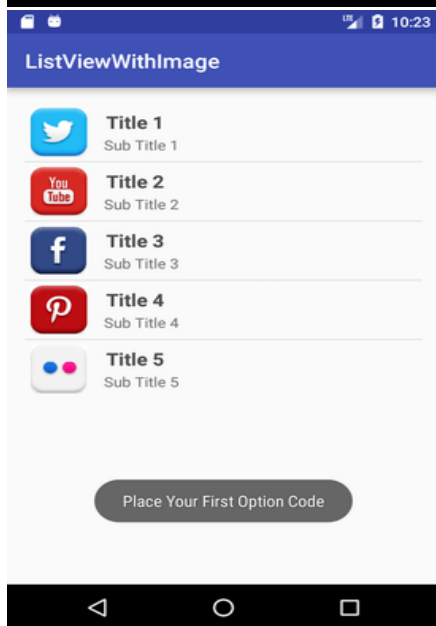 LTE 10:23
ListViewWithImage
Title 1
Sub Title 1
You
Tube
Title 2
Sub Title 2
f
Title 3
Sub Title 3
Title 4
Sub Title 4
Title 5
Sub Title 5
Place Your First Option Code